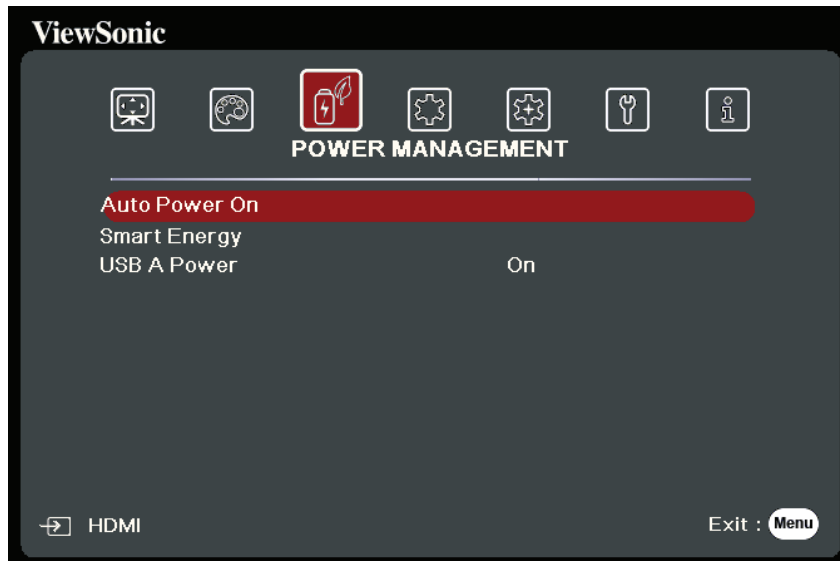 ViewSonic
POWER MANAGEMENT
Auto Power On
Smart Energy
USB A Power On
HDMI
Exit : Menu